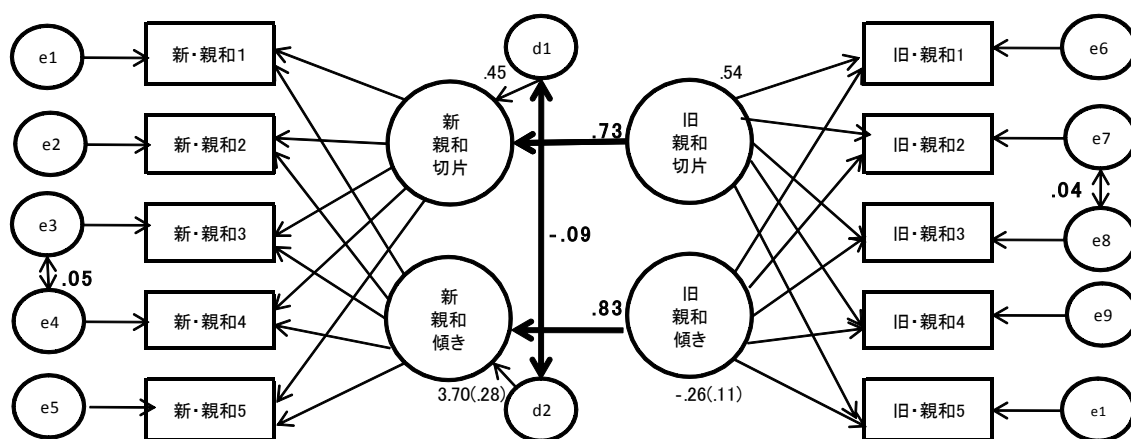 e1
新・親和1
.45
d1
.54
旧・親和1
e6
e2
新・親和2
新
親和
切片
.73
旧
親和
切片
旧・親和2
e7
.04
e3
新・親和3
-.09
旧・親和3
e8
.05
e4
新・親和4
新
親和
傾き
.83
旧
親和
傾き
旧・親和4
e9
e5
新・親和5
3.70(.28)
d2
-.26(.11)
旧・親和5
e1